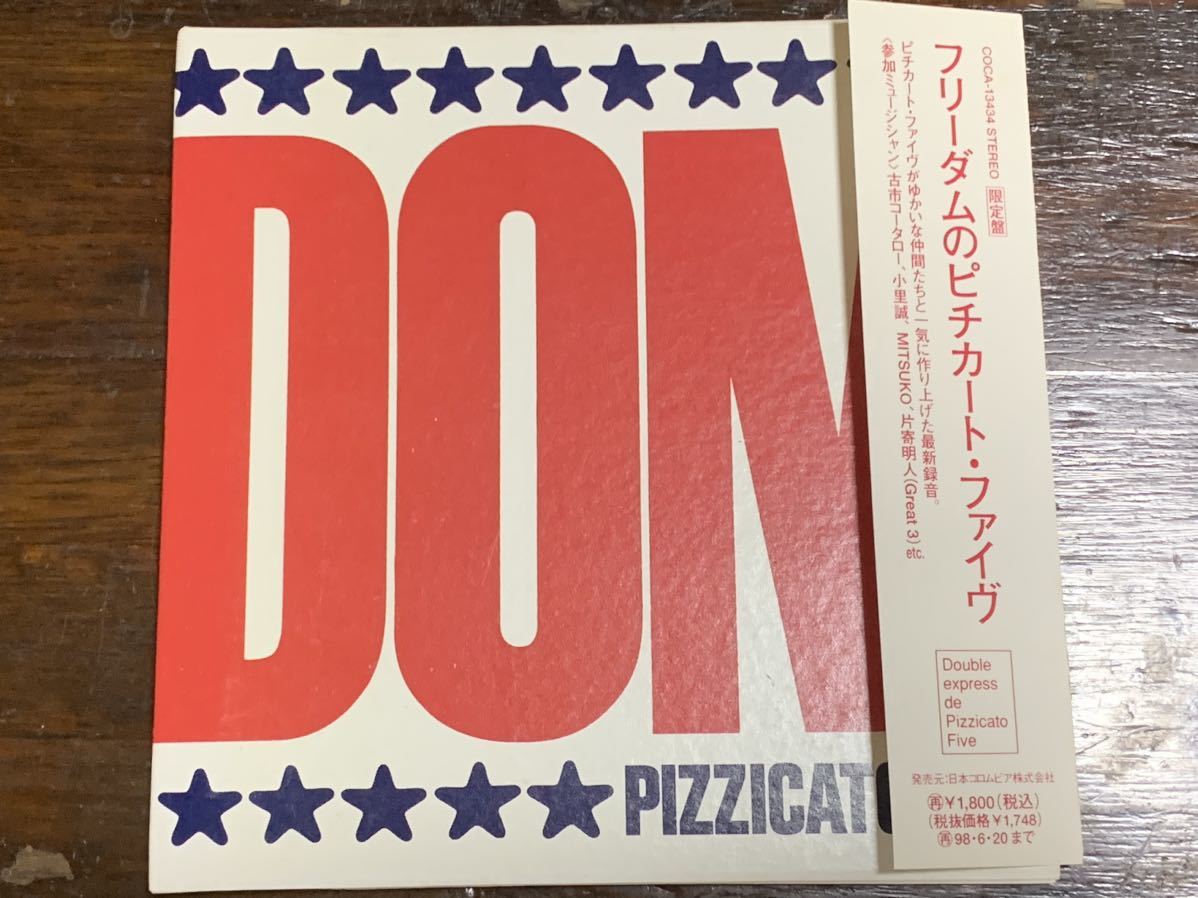 DON
PIZZICATO
COCA-13434 STEREO 限定盤
フリーダムのピチカート・ファイヴ
ピチカート・ファイヴがゆかいな仲間たちと一気に作り上げた最新録音。
〈参加ミュージシャン〉古市コータロー、小里誠、MITSUKO、片寄明人(Great 3) etc.
Double
express
de
Pizzicato
Five
発売元:日本コロムビア株式会社
再¥1,800(税込)
(税抜価格¥1,748)
再98・6・20まで